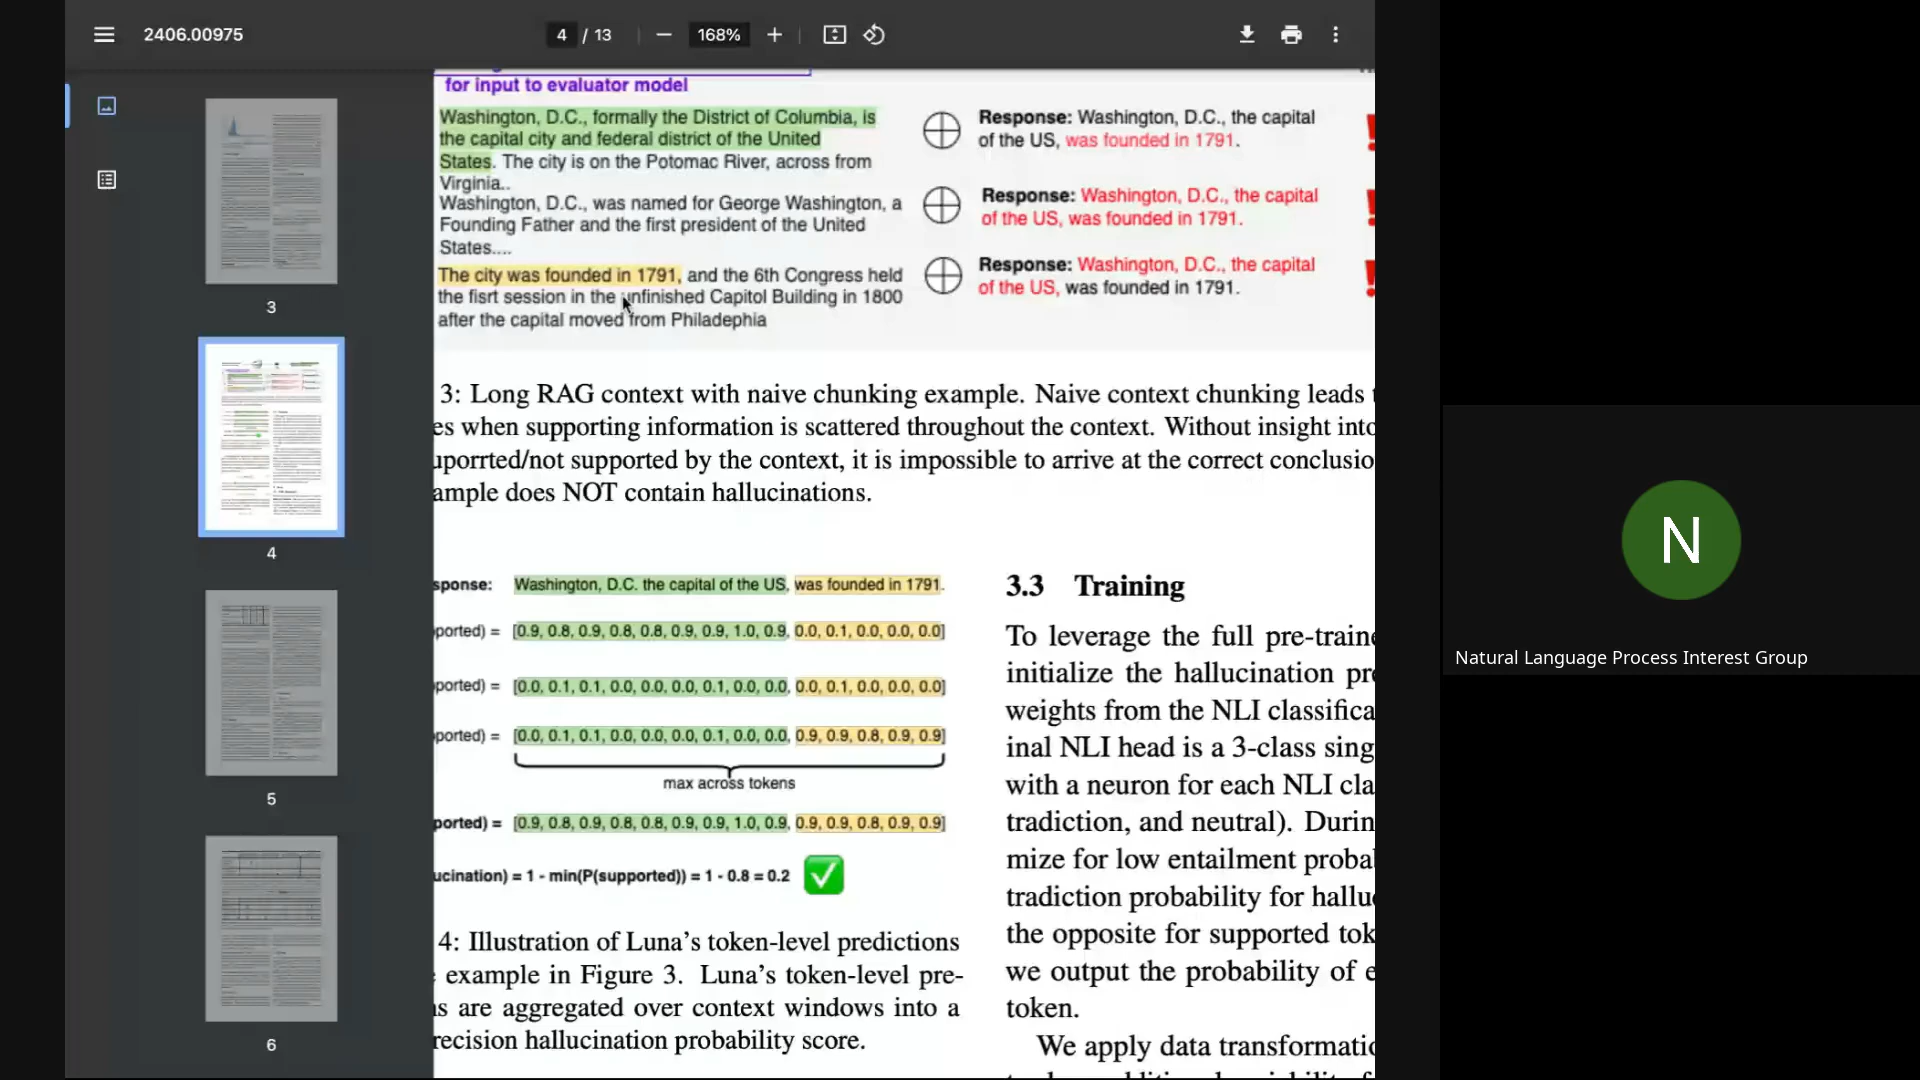 2406.00975
4 / 13
168%
for input to evaluator model
Washington, D.C., formally the District of Columbia, is
the capital city and federal district of the United
States. The city is on the Potomac River, across from
Virginia..
Washington, D.C., was named for George Washington, a
Founding Father and the first president of the United
States....
The city was founded in 1791, and the 6th Congress held
the fisrt session in the unfinished Capitol Building in 1800
after the capital moved from Philadephia
Response: Washington, D.C., the capital
of the US, was founded in 1791.
Response: Washington, D.C., the capital
of the US, was founded in 1791.
Response: Washington, D.C., the capital
of the US, was founded in 1791.
3: Long RAG context with naive chunking example. Naive context chunking leads
es when supporting information is scattered throughout the context. Without insight into
uporrted/not supported by the context, it is impossible to arrive at the correct conclusio
ample does NOT contain hallucinations.
sponse: Washington, D.C. the capital of the US, was founded in 1791.
ported) = [0.9, 0.8, 0.9, 0.8, 0.8, 0.9, 0.9, 1.0, 0.9, 0.0, 0.1, 0.0, 0.0, 0.0]
ported) = [0.0, 0.1, 0.1, 0.0, 0.0, 0.0, 0.1, 0.0, 0.0, 0.0, 0.1, 0.0, 0.0, 0.0]
ported) = [0.0, 0.1, 0.1, 0.0, 0.0, 0.0, 0.1, 0.0, 0.0, 0.9, 0.9, 0.8, 0.9, 0.9]
max across tokens
ported) = [0.9, 0.8, 0.9, 0.8, 0.8, 0.9, 0.9, 1.0, 0.9, 0.9, 0.9, 0.8, 0.9, 0.9]
ucination) = 1 - min(P(supported)) = 1 - 0.8 = 0.2
4: Illustration of Luna's token-level predictions
example in Figure 3. Luna's token-level pre-
s are aggregated over context windows into a
recision hallucination probability score.
3.3 Training
To leverage the full pre-traine
initialize the hallucination pr
weights from the NLI classifica
inal NLI head is a 3-class sing
with a neuron for each NLI cla
tradiction, and neutral). Durin
mize for low entailment proba
tradiction probability for hallu
the opposite for supported tok
we output the probability of e
token.
We apply data transformatio
3
4
5
6
N
Natural Language Process Interest Group